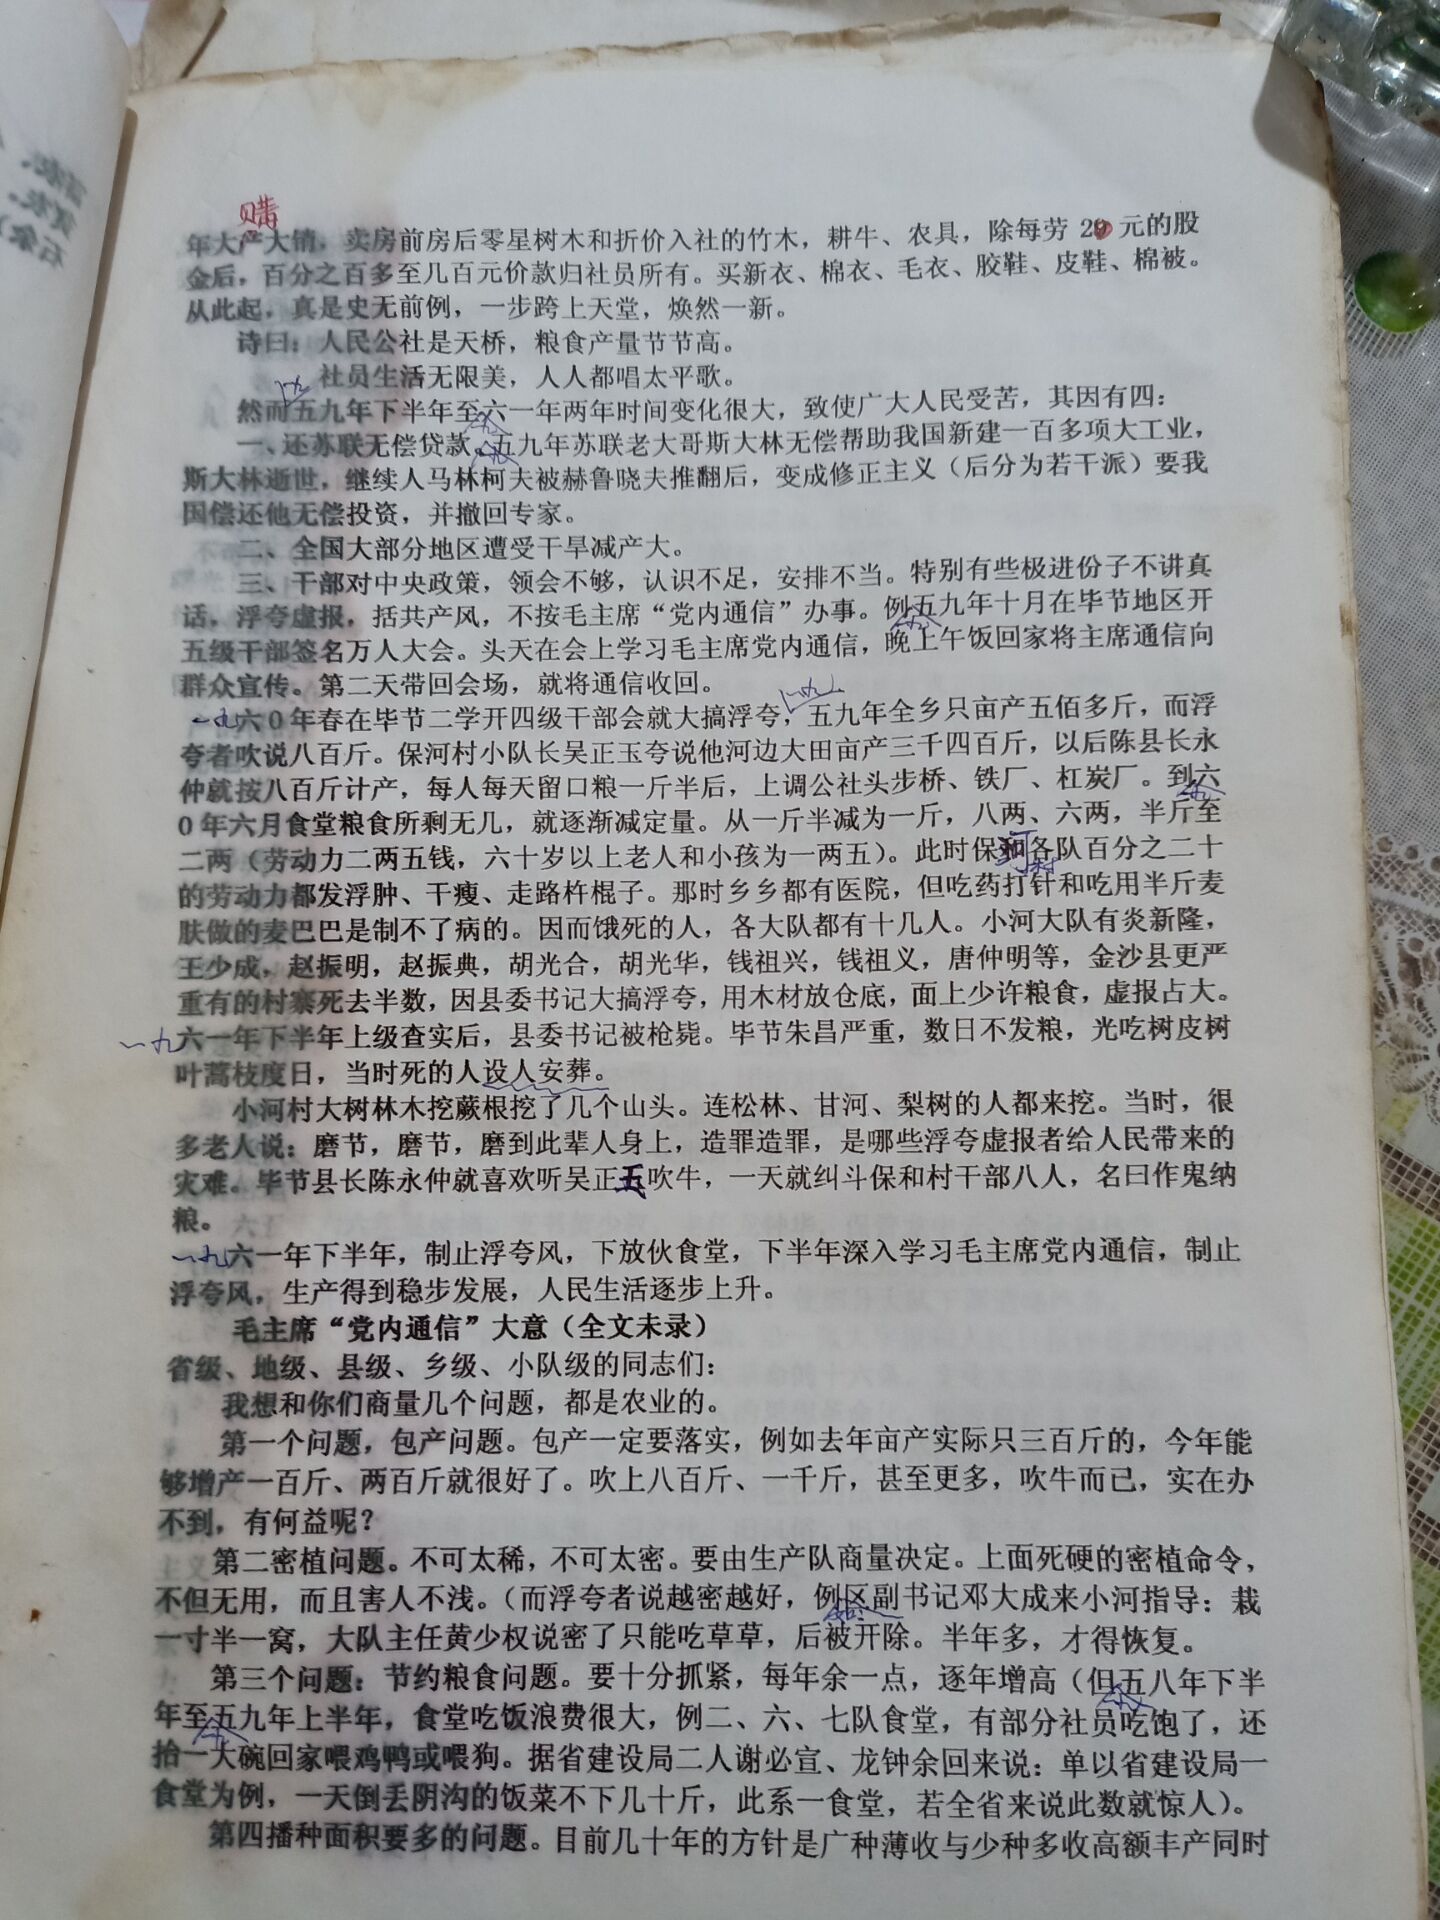 购
年大产大销，卖房前房后零星树木和折价入社的竹木，耕牛、农具，除每劳 20 元的股
金后，百分之百多至几百元价款归社员所有。买新衣、棉衣、毛衣、胶鞋、皮鞋、棉被。
从此起，真是史无前例，一步跨上天堂，焕然一新。
诗曰：人民公社是天桥，粮食产量节节高。
社员生活无限美，人人都唱太平歌。
一九
然而五九年下半年至六一年两年时间变化很大，致使广大人民受苦，其因有四：
一九
一、还苏联无偿贷款。五九年苏联老大哥斯大林无偿帮助我国新建一百多项大工业，
一九
斯大林逝世，继续人马林柯夫被赫鲁晓夫推翻后，变成修正主义（后分为若干派）要我
国偿还他无偿投资，并撤回专家。
二、全国大部分地区遭受干旱减产大。
三、干部对中央政策，领会不够，认识不足，安排不当。特别有些极进份子不讲真
话，浮夸虚报，括共产风，不按毛主席“党内通信”办事。例五九年十月在毕节地区开
一九
五级干部签名万人大会。头天在会上学习毛主席党内通信，晚上午饭回家将主席通信向
群众宣传。第二天带回会场，就将通信收回。
一九
一九六0年春在毕节二学开四级干部会就大搞浮夸，五九年全乡只亩产五佰多斤，而浮
夸者吹说八百斤。保河村小队长吴正玉夸说他河边大田亩产三千四百斤，以后陈县长永
仲就按八百斤计产，每人每天留口粮一斤半后，上调公社头步桥、铁厂、杠炭厂。到六
一九
0年六月食堂粮食所剩无几，就逐渐减定量。从一斤半减为一斤，八两、六两，半斤至
二两（劳动力二两五钱，六十岁以上老人和小孩为一两五）。此时保河村各队百分之二十
的劳动力都发浮肿、干瘦、走路杵棍子。那时乡乡都有医院，但吃药打针和吃用半斤麦
肤做的麦巴巴是制不了病的。因而饿死的人，各大队都有十几人。小河大队有炎新隆，
王少成，赵振明，赵振典，胡光合，胡光华，钱祖兴，钱祖义，唐仲明等，金沙县更严
重有的村寨死去半数，因县委书记大搞浮夸，用木材放仓底，面上少许粮食，虚报占大。
一九六一年下半年上级查实后，县委书记被枪毙。毕节朱昌严重，数日不发粮，光吃树皮树
叶蒿枝度日，当时死的人设人安葬。
小河村大树林木挖蕨根挖了几个山头。连松林、甘河、梨树的人都来挖。当时，很
多老人说：磨节，磨节，磨到此辈人身上，造罪造罪，是哪些浮夸虚报者给人民带来的
灾难。毕节县长陈永仲就喜欢听吴正玉吹牛，一天就纠斗保和村干部八人，名曰作鬼纳
粮。
一九六一年下半年，制止浮夸风，下放伙食堂，下半年深入学习毛主席党内通信，制止
浮夸风，生产得到稳步发展，人民生活逐步上升。
毛主席“党内通信”大意（全文未录）
省级、地级、县级、乡级、小队级的同志们：
我想和你们商量几个问题，都是农业的。
第一个问题，包产问题。包产一定要落实，例如去年亩产实际只三百斤的，今年能
够增产一百斤、两百斤就很好了。吹上八百斤、一千斤，甚至更多，吹牛而已，实在办
不到，有何益呢？
第二密植问题。不可太稀，不可太密。要由生产队商量决定。上面死硬的密植命令，
不但无用，而且害人不浅。（而浮夸者说越密越好，例区副书记邓大成来小河指导：栽
如：
一寸半一窝，大队主任黄少权说密了只能吃草草，后被开除。半年多，才得恢复。
第三个问题：节约粮食问题。要十分抓紧，每年余一点，逐年增高（但五八年下半
一九
年至五九年上半年，食堂吃饭浪费很大，例二、六、七队食堂，有部分社员吃饱了，还
一九
抬一大碗回家喂鸡鸭或喂狗。据省建设局二人谢必宣、龙钟余回来说：单以省建设局一
食堂为例，一天倒丢阴沟的饭菜不下几十斤，此系一食堂，若全省来说此数就惊人）。
第四播种面积要多的问题。目前几十年的方针是广种薄收与少种多收高额丰产同时